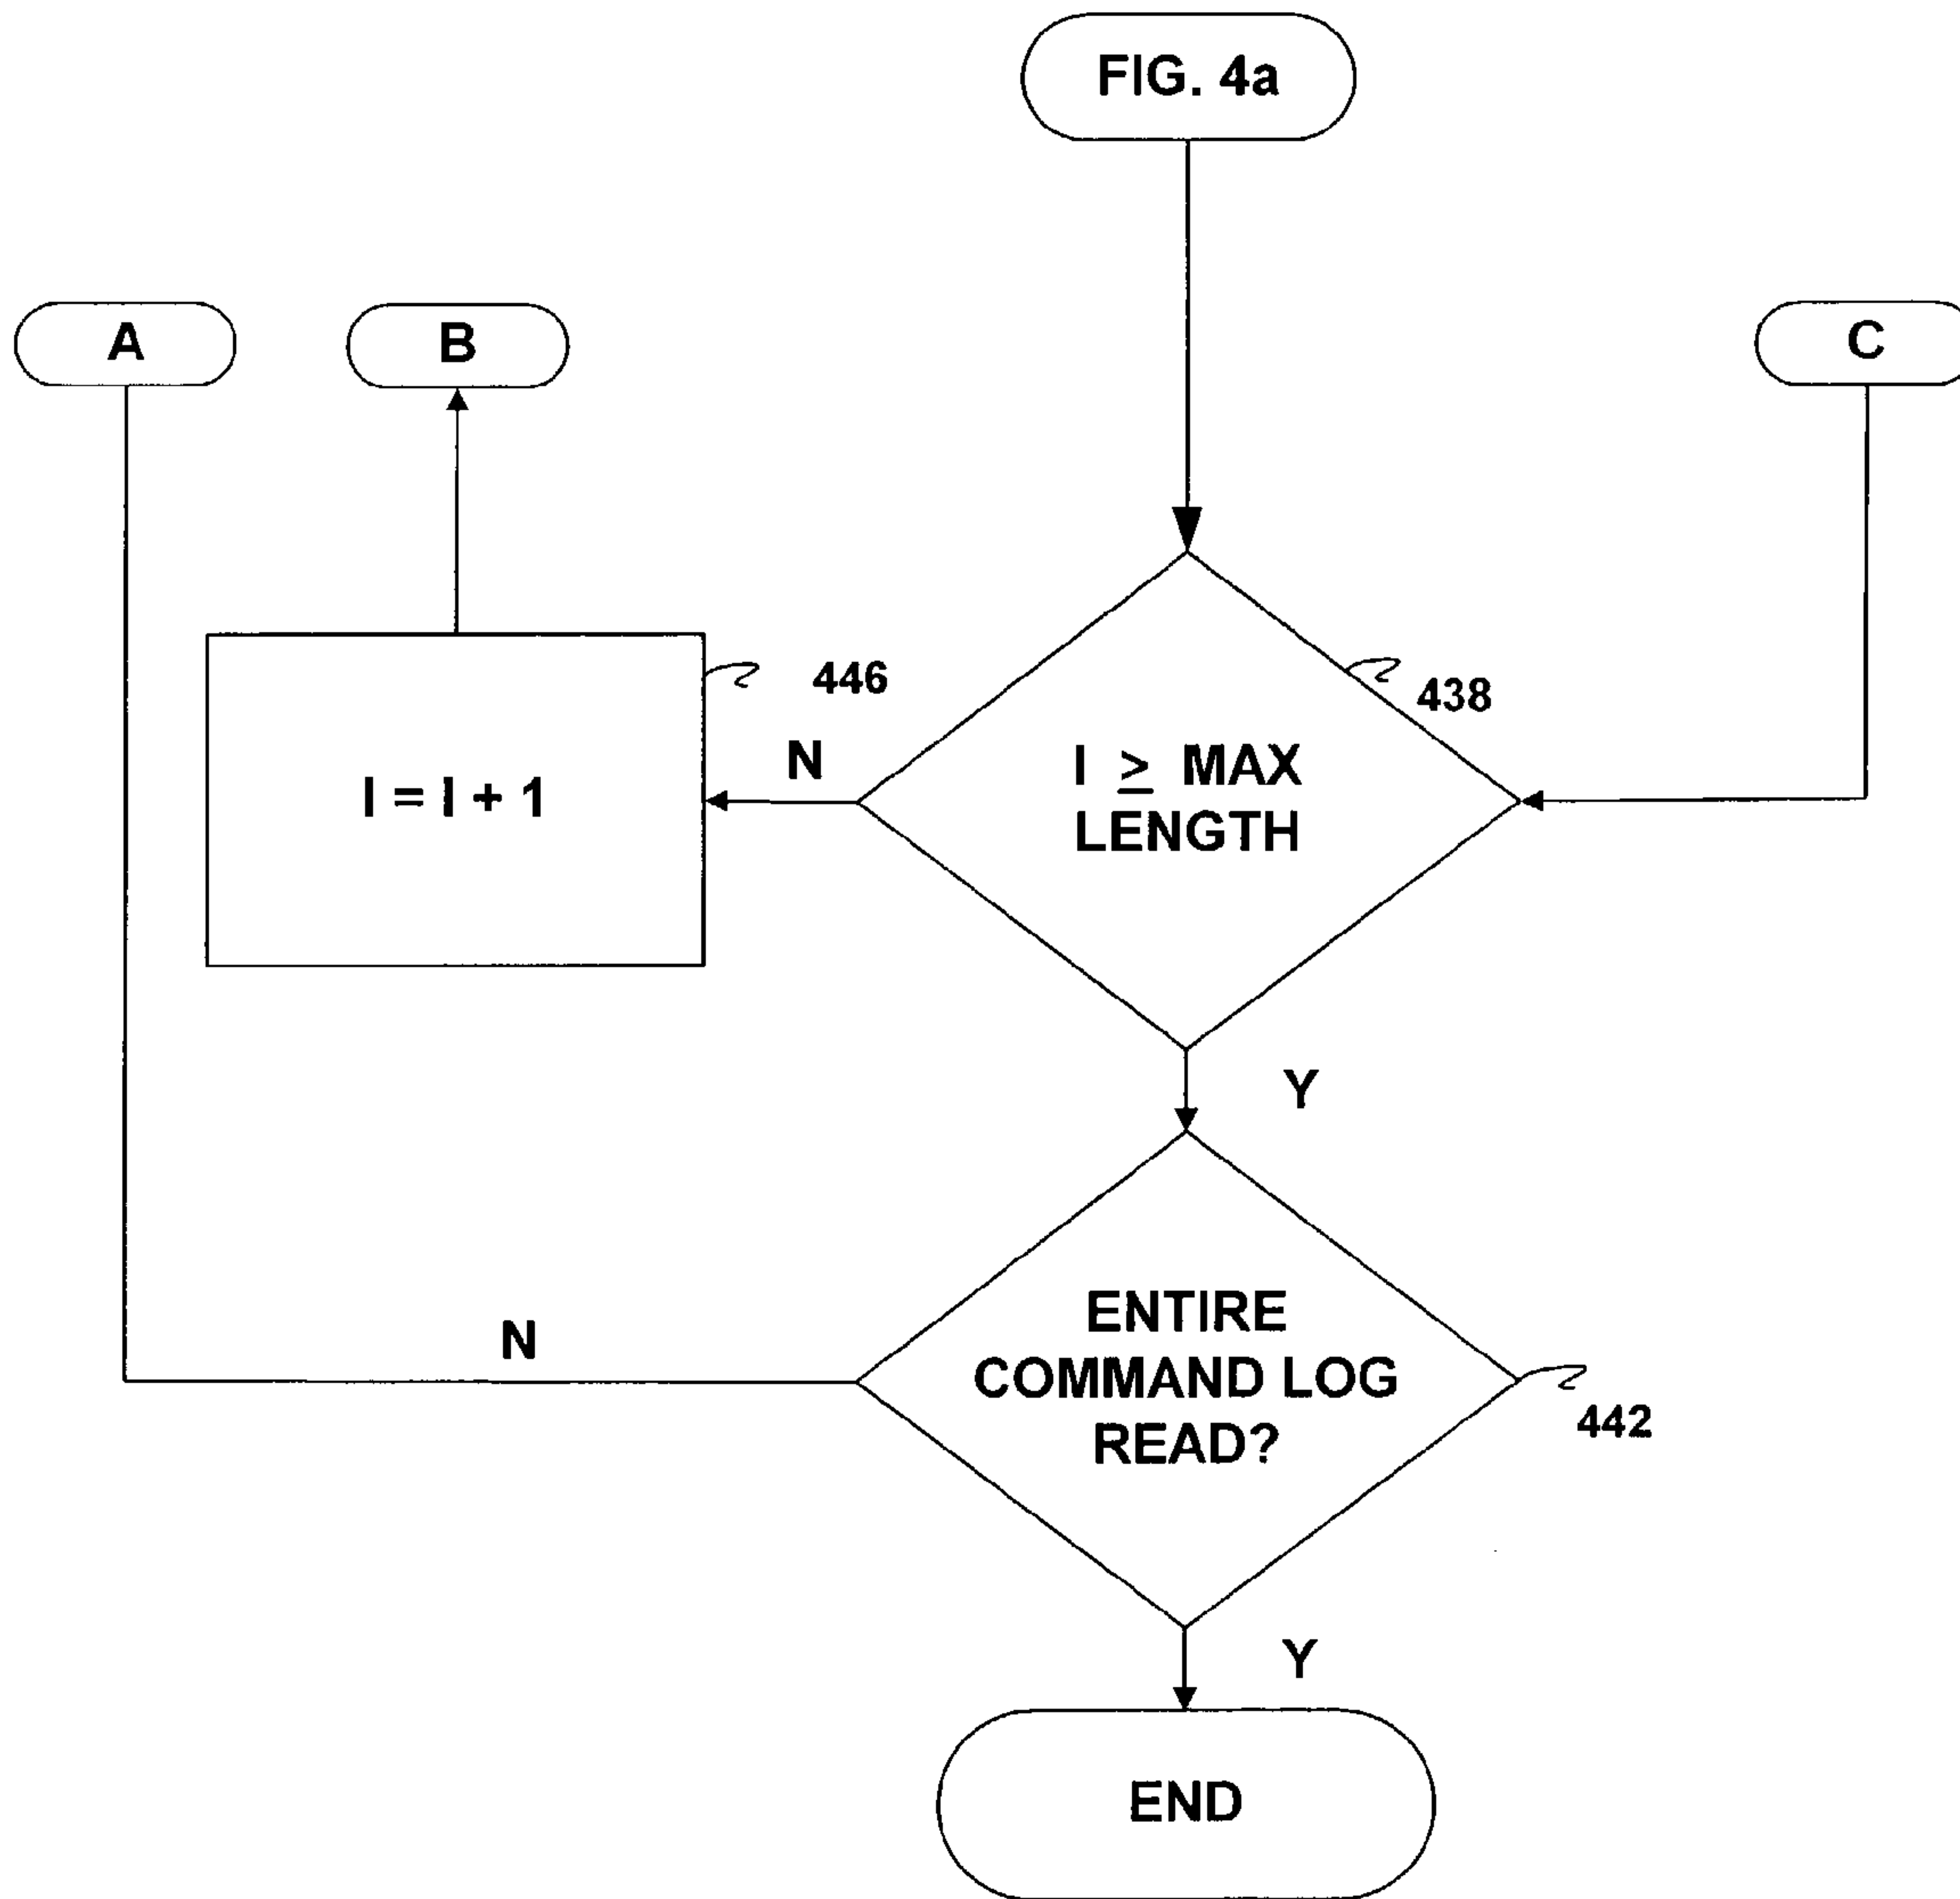 FIG. 4a
A
B
C
446
438
N
I = I + 1
I ≥ MAX
LENGTH
Y
N
ENTIRE
COMMAND LOG
READ?
442
Y
END